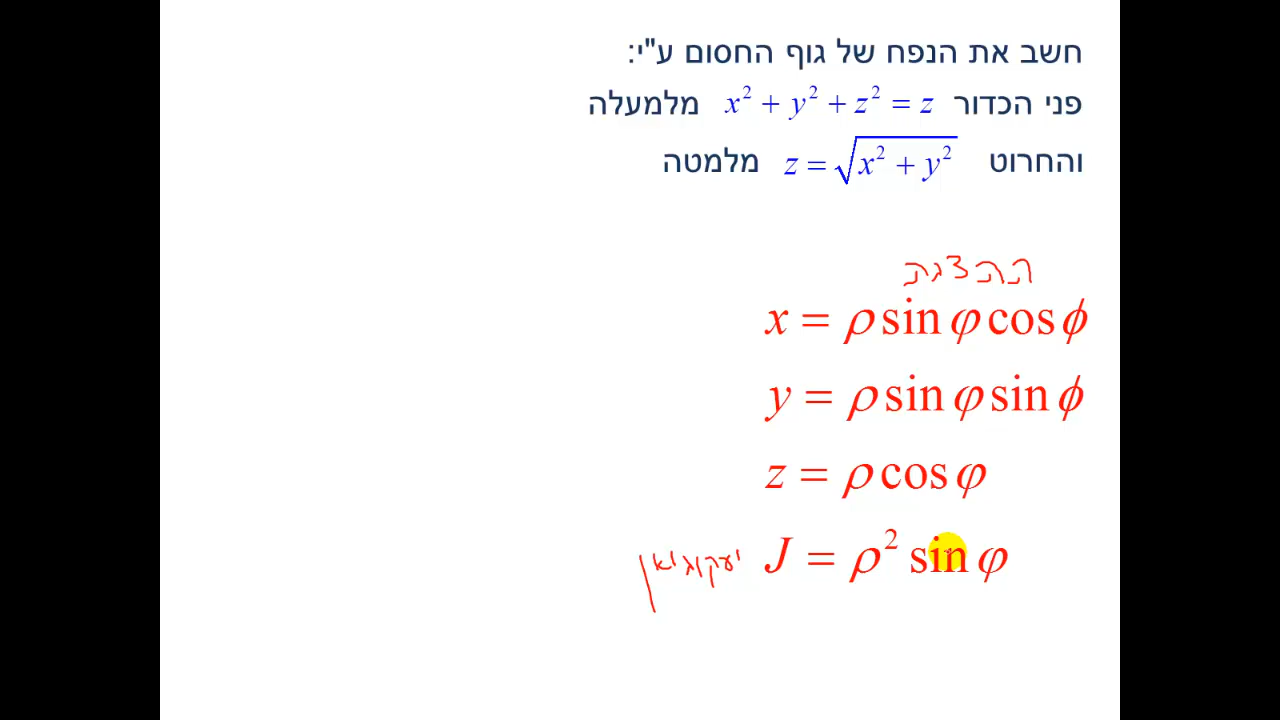 חשב את הנפח של גוף החסום ע"י:
פני הכדור x² + y² + z² = z מלמעלה
והחרוט z = √(x² + y²) מלמטה
x = ρ sin φ cos ϕ
y = ρ sin φ sin ϕ
z = ρ cos φ
J = ρ² sin φ יעקוביאן